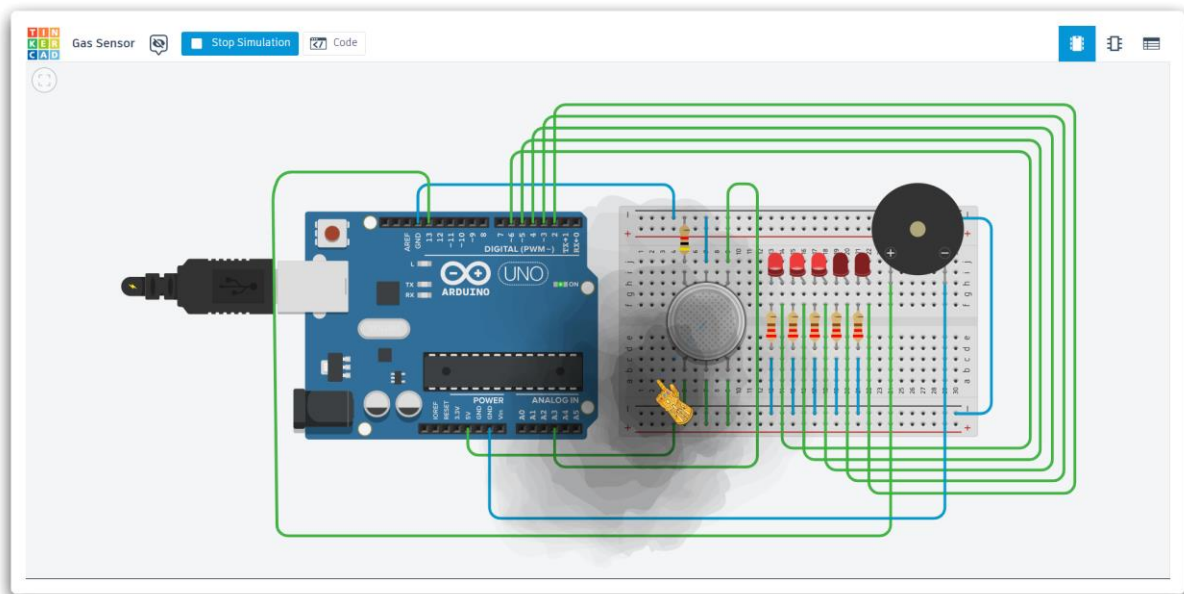 TIN
KER
CAD
Gas Sensor
Stop Simulation
Code
AREF
GND
13
12
~11
~10
~9
8
7
~6
~5
4
~3
2
TX→1
RX←0
DIGITAL (PWM~)
L
TX
RX
UNO
ARDUINO
ON
POWER
ANALOG IN
IOREF
RESET
3.3V
5V
GND
GND
Vin
A0
A1
A2
A3
A4
A5